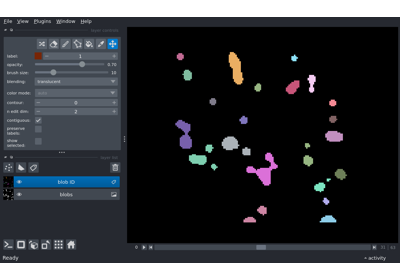 File View Plugins Window Help
label: 1
opacity: 0.70
brush size: 10
blending: translucent
color mode:
contour: 0
n edit dim: 2
contiguous:
preserve labels:
show selected:
blob ID
blobs
0
Ready
activity